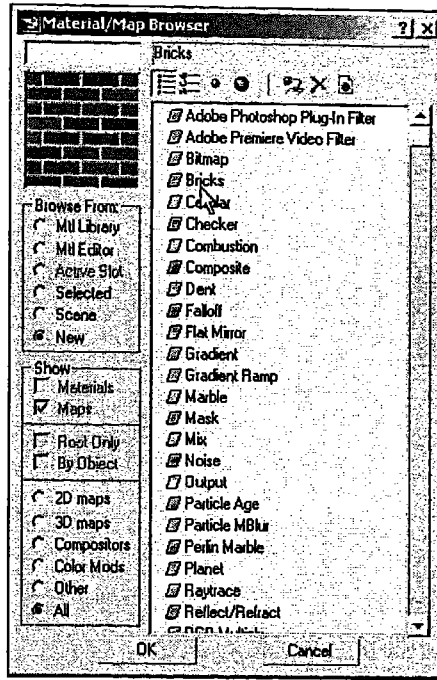 Material/Map Browser
Bricks
Adobe Photoshop Plug-In Filter
Adobe Premiere Video Filter
Bitmap
Bricks
Checker
Combustion
Composite
Dent
Falloff
Flat Mirror
Gradient
Gradient Ramp
Marble
Mask
Mix
Noise
Output
Particle Age
Particle MBlur
Perlin Marble
Planet
Raytrace
Reflect/Refract
Browse From:
Mtl Library
Mtl Editor
Active Slot
Selected
Scene
New
Show
Materials
Maps
Root Only
By Object
2D maps
3D maps
Compositors
Color Mods
Other
All
OK
Cancel